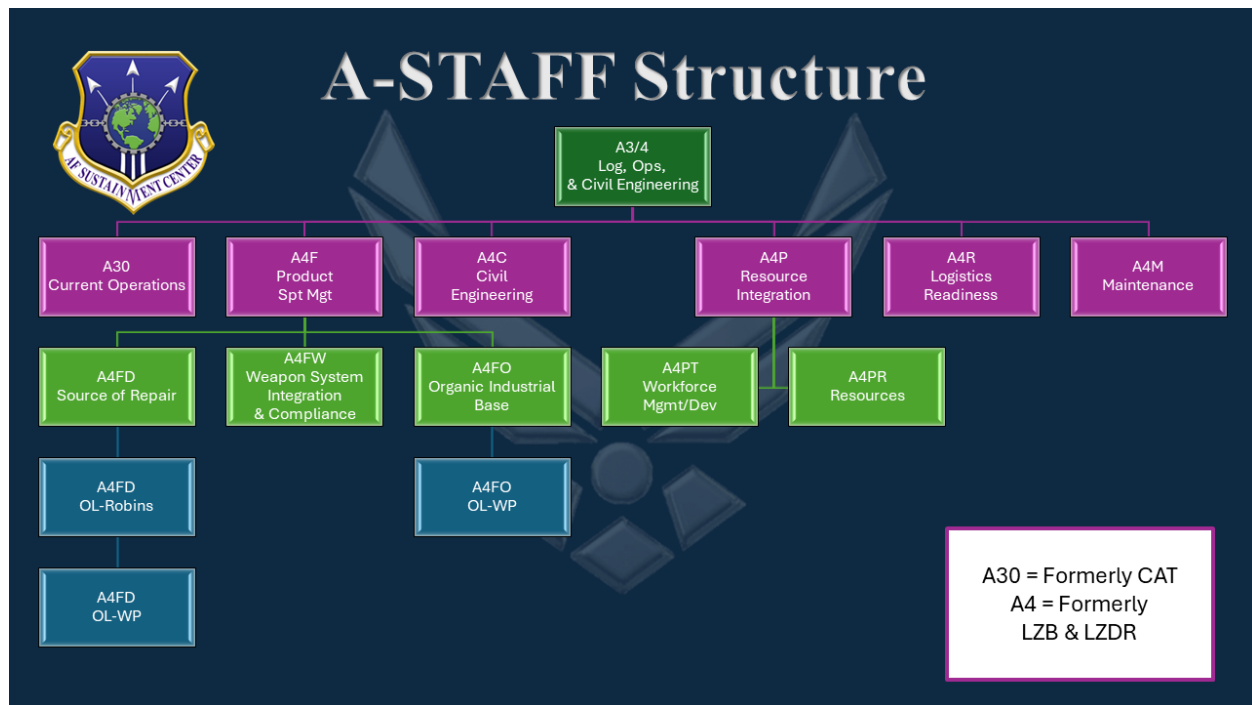 A-STAFF Structure
AF SUSTAINMENT CENTER
A3/4
Log, Ops,
& Civil Engineering
A30
Current Operations
A4F
Product
Spt Mgt
A4C
Civil
Engineering
A4P
Resource
Integration
A4R
Logistics
Readiness
A4M
Maintenance
A4FD
Source of Repair
A4FW
Weapon System
Integration
& Compliance
A4FO
Organic Industrial
Base
A4PT
Workforce
Mgmt/Dev
A4PR
Resources
A4FD
OL-Robins
A4FO
OL-WP
A4FD
OL-WP
A30 = Formerly CAT
A4 = Formerly
LZB & LZDR